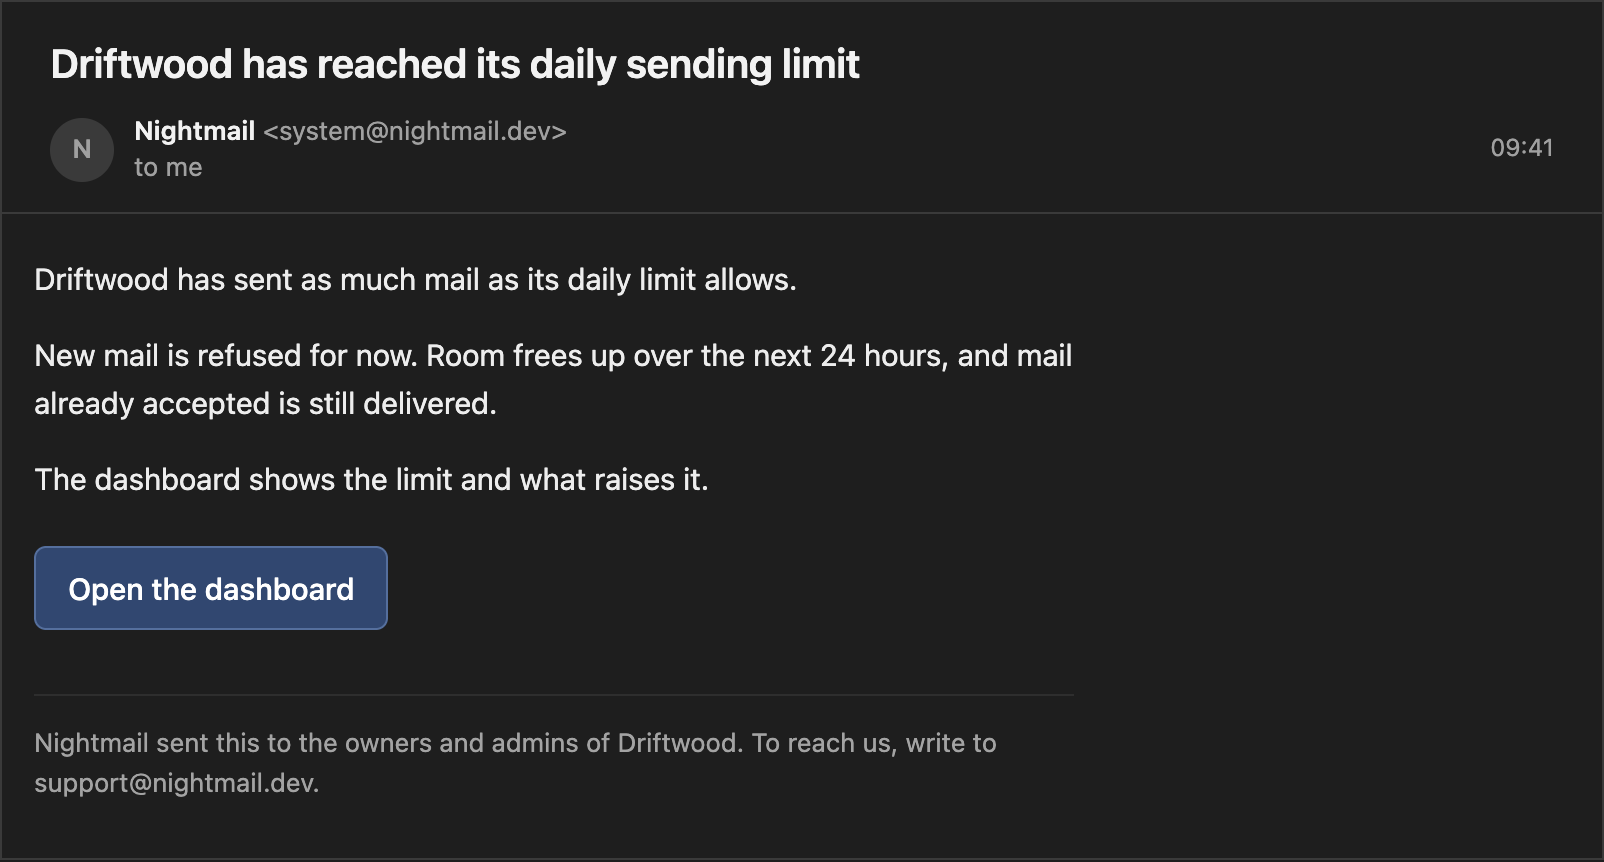 Driftwood has reached its daily sending limit
N
Nightmail <system@nightmail.dev>
to me
09:41
Driftwood has sent as much mail as its daily limit allows.
New mail is refused for now. Room frees up over the next 24 hours, and mail
already accepted is still delivered.
The dashboard shows the limit and what raises it.
Open the dashboard
Nightmail sent this to the owners and admins of Driftwood. To reach us, write to
support@nightmail.dev.